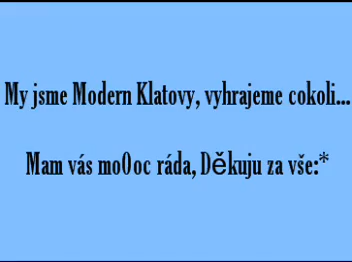 My jsme Modern Klatovy, vyhrajeme cokoli...
Mam vás mo0oc ráda, Děkuju za vše:*